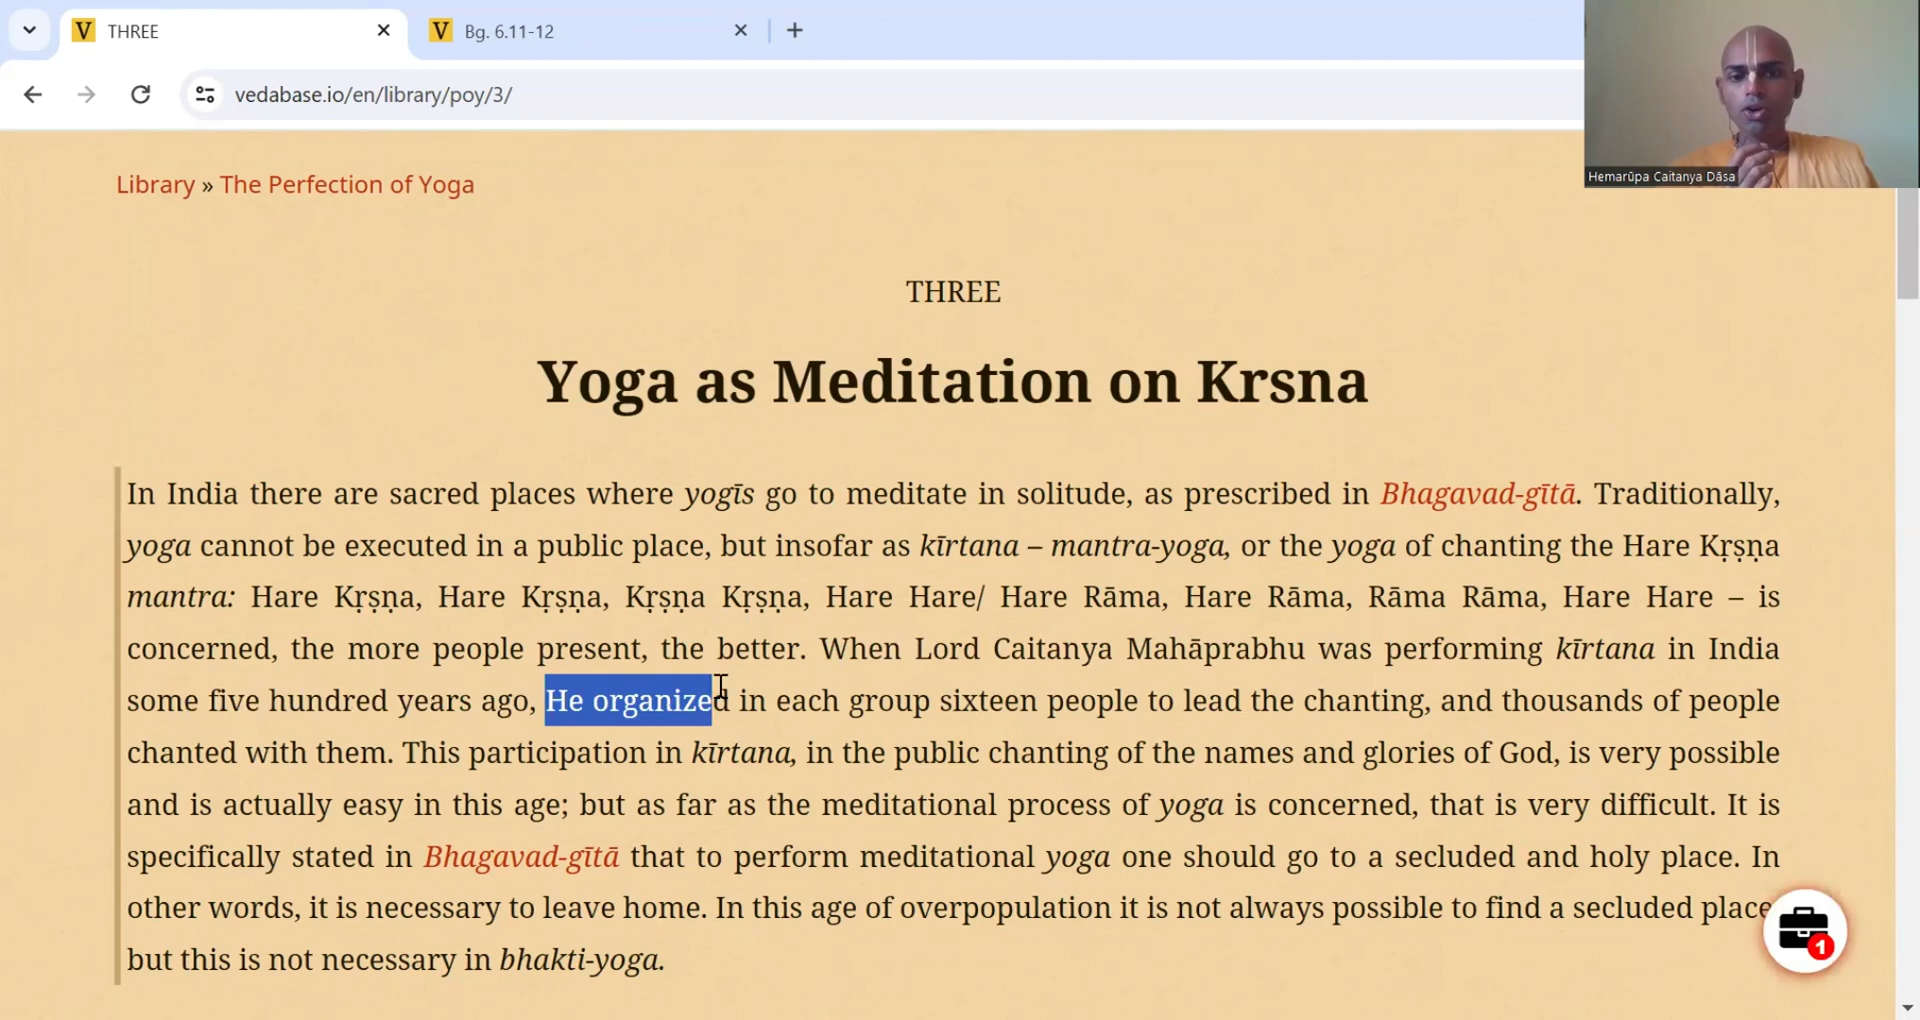 V THREE
V Bg. 6.11-12
vedabase.io/en/library/poy/3/
Hemarūpa Caitanya Dāsa
Library » The Perfection of Yoga
THREE
Yoga as Meditation on Krsna
In India there are sacred places where yogīs go to meditate in solitude, as prescribed in Bhagavad-gītā. Traditionally,
yoga cannot be executed in a public place, but insofar as kīrtana – mantra-yoga, or the yoga of chanting the Hare Kṛṣṇa
mantra: Hare Kṛṣṇa, Hare Kṛṣṇa, Kṛṣṇa Kṛṣṇa, Hare Hare/ Hare Rāma, Hare Rāma, Rāma Rāma, Hare Hare – is
concerned, the more people present, the better. When Lord Caitanya Mahāprabhu was performing kīrtana in India
some five hundred years ago, He organized in each group sixteen people to lead the chanting, and thousands of people
chanted with them. This participation in kīrtana, in the public chanting of the names and glories of God, is very possible
and is actually easy in this age; but as far as the meditational process of yoga is concerned, that is very difficult. It is
specifically stated in Bhagavad-gītā that to perform meditational yoga one should go to a secluded and holy place. In
other words, it is necessary to leave home. In this age of overpopulation it is not always possible to find a secluded place
but this is not necessary in bhakti-yoga.
1